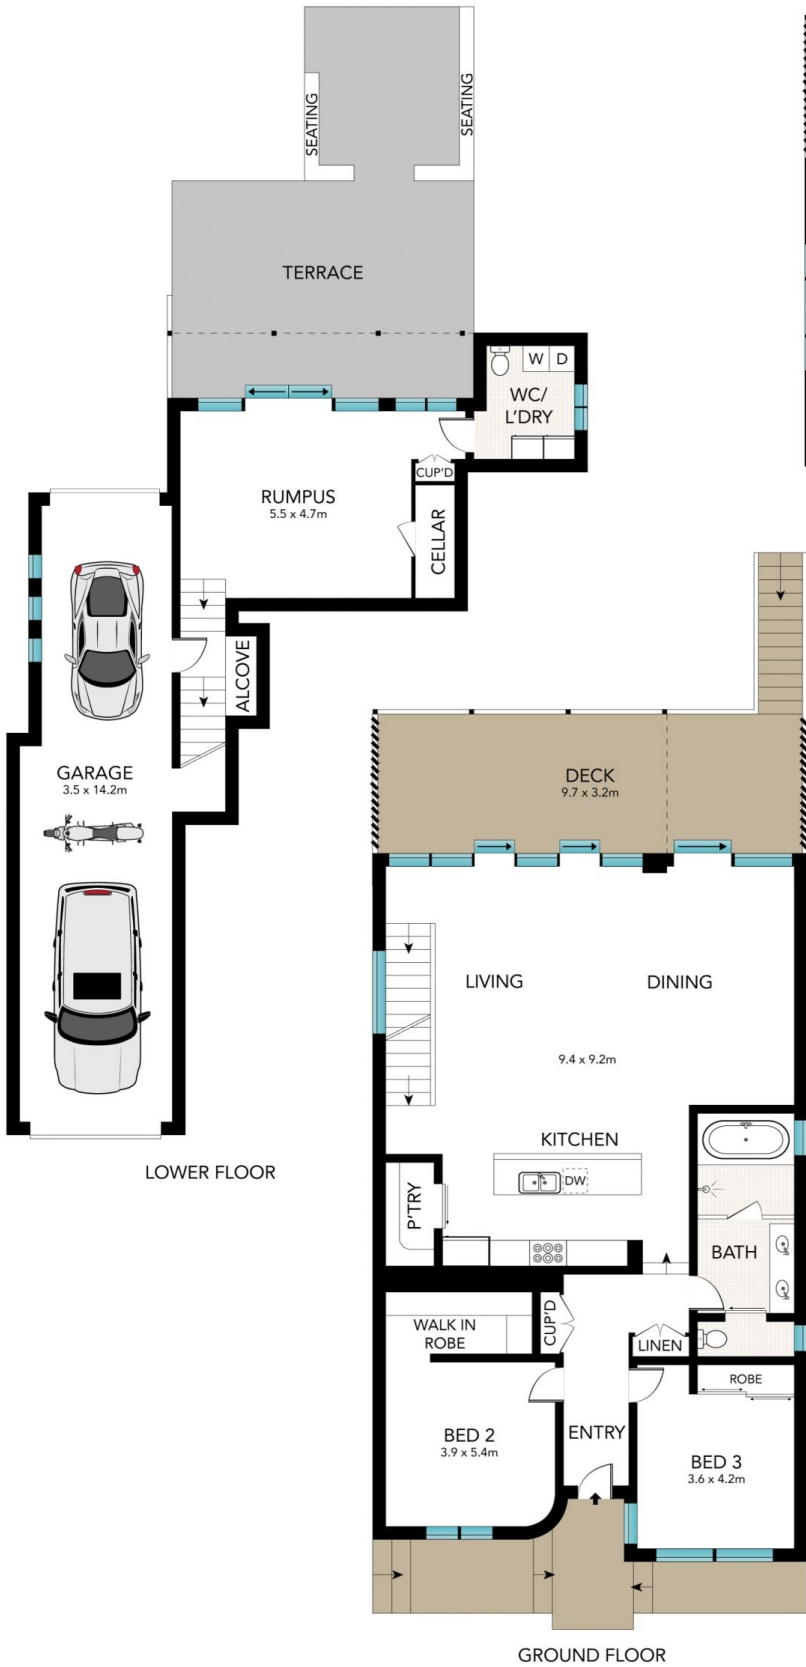 SEATING
SEATING
TERRACE
W
D
WC/
L'DRY
CUP'D
RUMPUS
5.5 x 4.7m
CELLAR
ALCOVE
GARAGE
3.5 x 14.2m
LOWER FLOOR
DECK
9.7 x 3.2m
LIVING
DINING
9.4 x 9.2m
KITCHEN
DW
P'TRY
BATH
WALK IN
ROBE
CUP'D
LINEN
ROBE
BED 2
3.9 x 5.4m
ENTRY
BED 3
3.6 x 4.2m
GROUND FLOOR